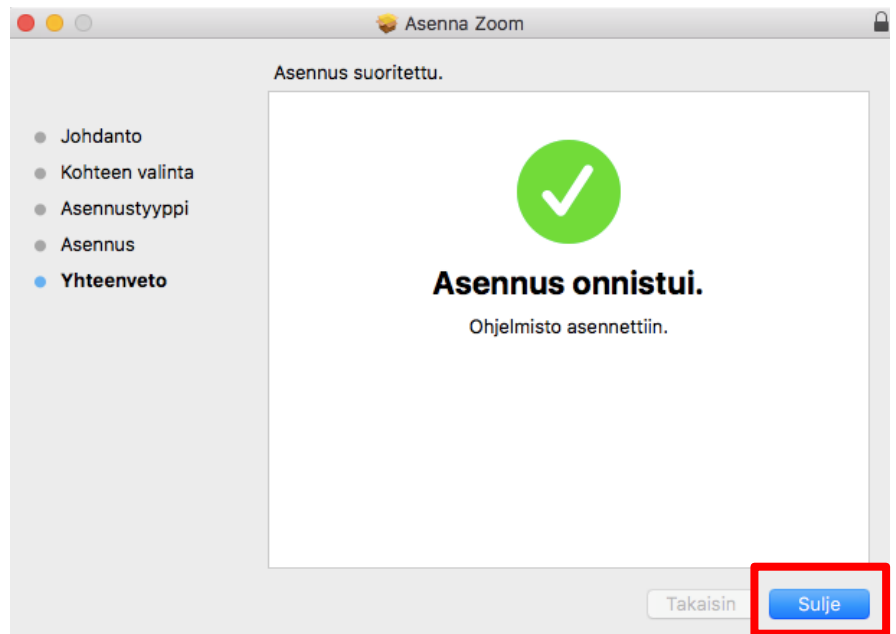 Asenna Zoom
Asennus suoritettu.
Johdanto
Kohteen valinta
Asennustyyppi
Asennus
Yhteenveto
Asennus onnistui.
Ohjelmisto asennettiin.
Takaisin
Sulje